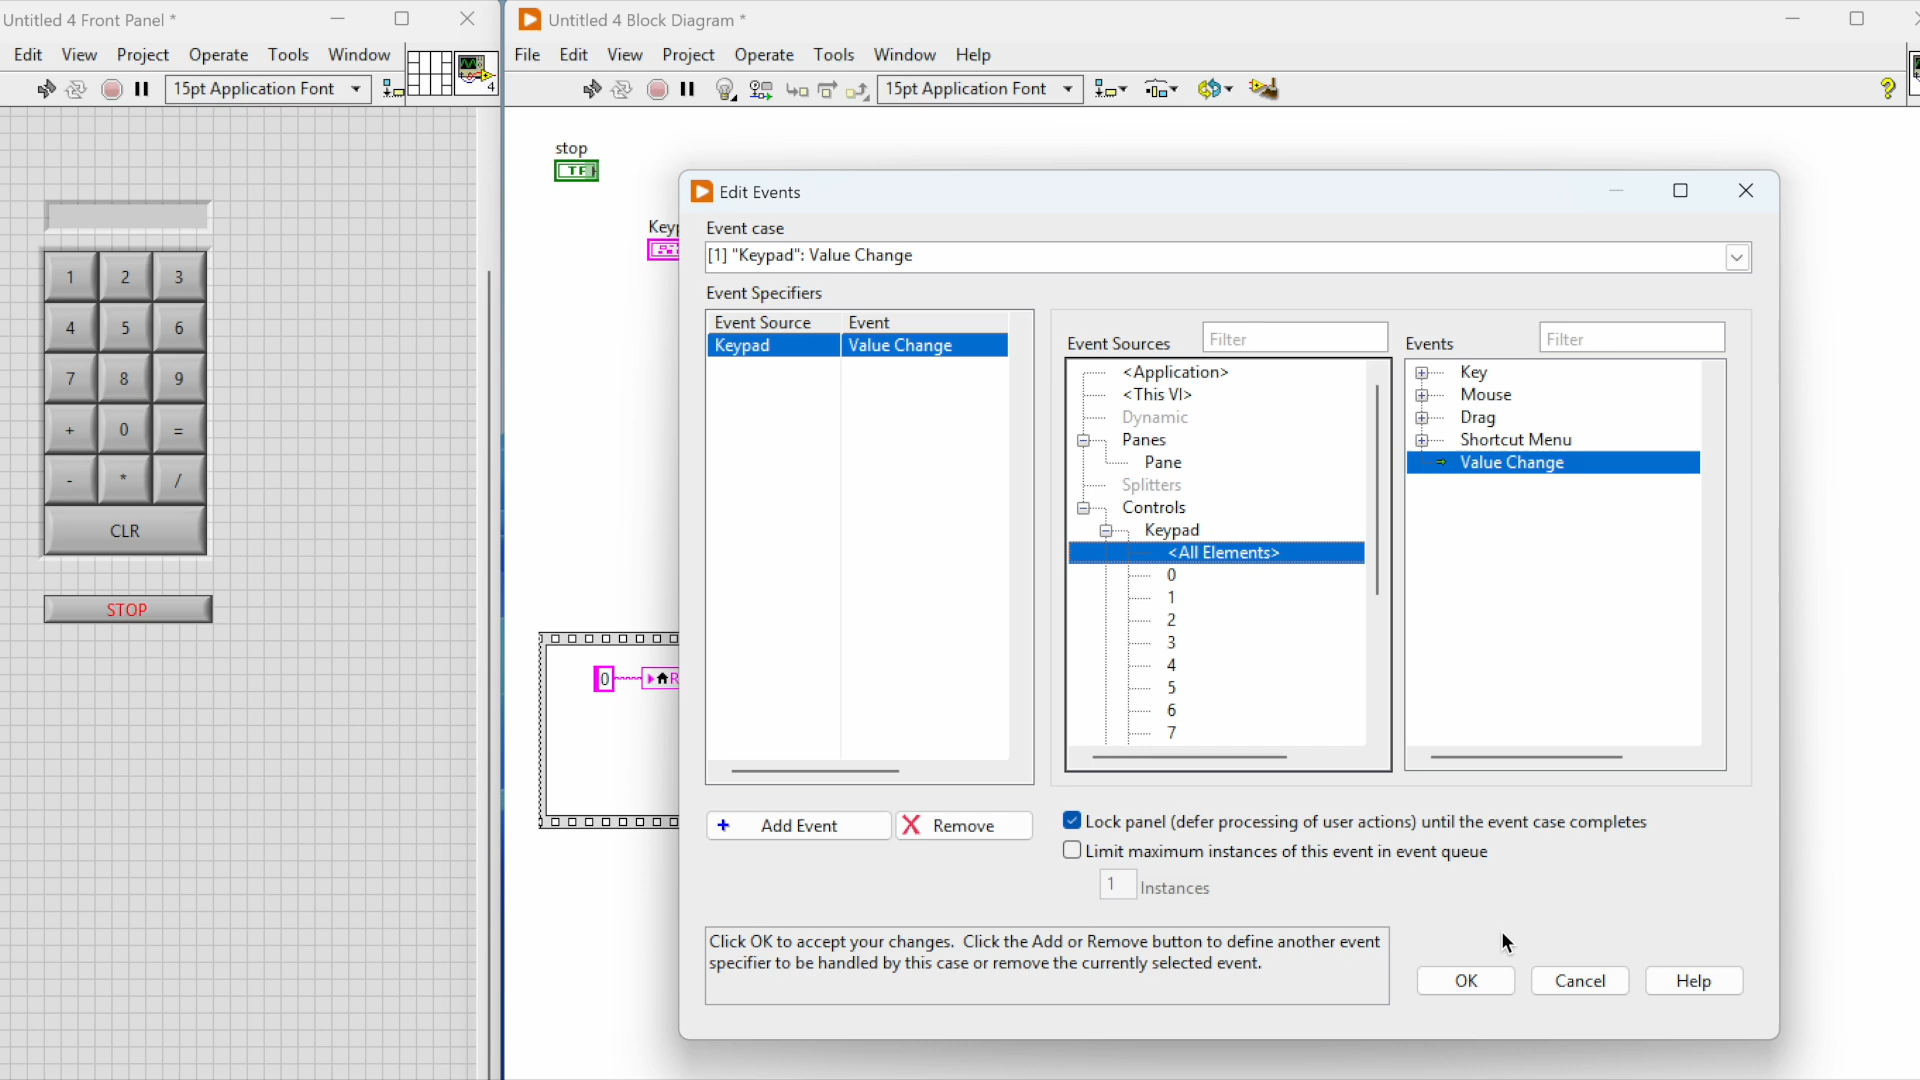 Untitled 4 Front Panel *
Edit View Project Operate Tools Window
15pt Application Font
4
1 2 3
4 5 6
7 8 9
+ 0 =
- * /
CLR
STOP
Untitled 4 Block Diagram *
File Edit View Project Operate Tools Window Help
15pt Application Font
?
stop
TF
Keyp
0
R
Edit Events
Event case
[1] "Keypad": Value Change
Event Specifiers
Event Source Event
Keypad Value Change
Event Sources Filter
<Application>
<This VI>
Dynamic
Panes
Pane
Splitters
Controls
Keypad
<All Elements>
0
1
2
3
4
5
6
7
Events Filter
Key
Mouse
Drag
Shortcut Menu
Value Change
+ Add Event
Remove
Lock panel (defer processing of user actions) until the event case completes
Limit maximum instances of this event in event queue
1 Instances
Click OK to accept your changes. Click the Add or Remove button to define another event
specifier to be handled by this case or remove the currently selected event.
OK Cancel Help